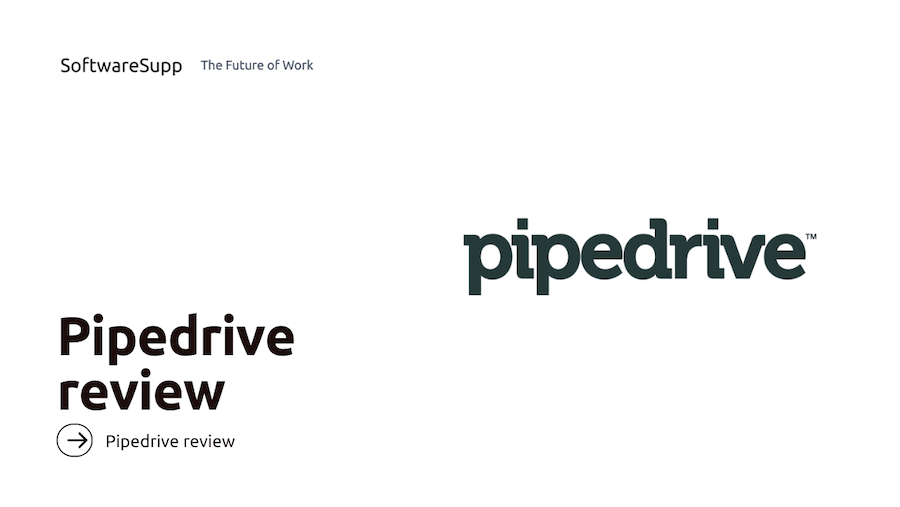 SoftwareSupp The Future of Work
pipedrive™
Pipedrive
review
Pipedrive review